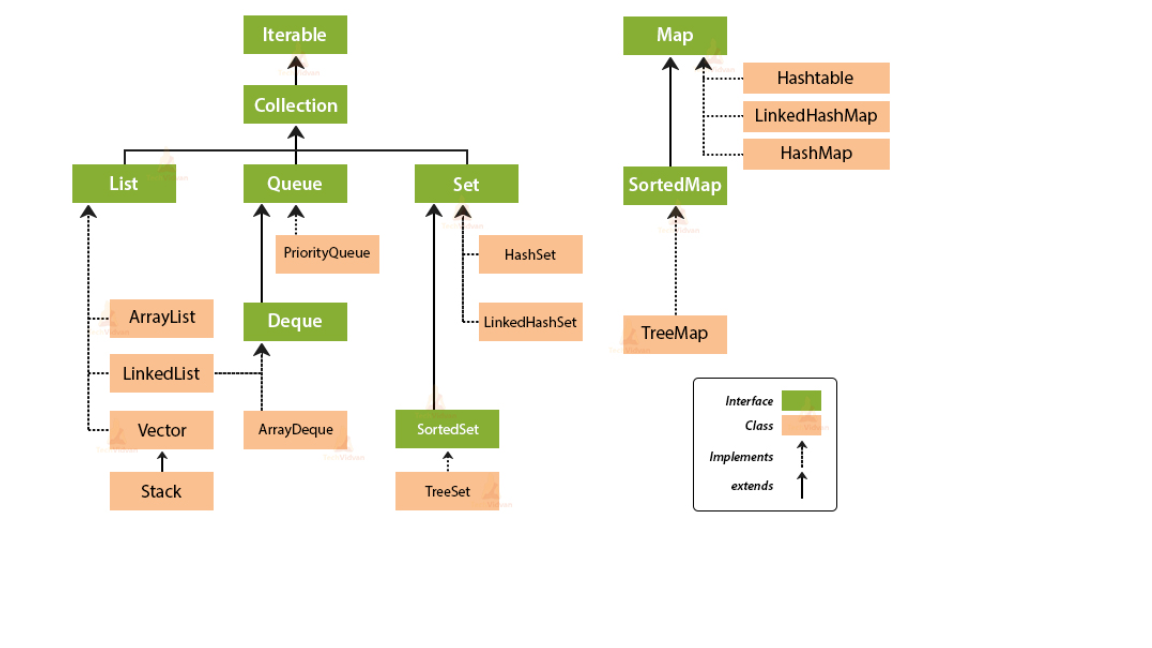 Iterable
Map
Collection
Hashtable
LinkedHashMap
HashMap
List
Queue
Set
SortedMap
PriorityQueue
HashSet
ArrayList
Deque
LinkedHashSet
TreeMap
LinkedList
Vector
ArrayDeque
SortedSet
Stack
TreeSet
Interface
Class
Implements
extends